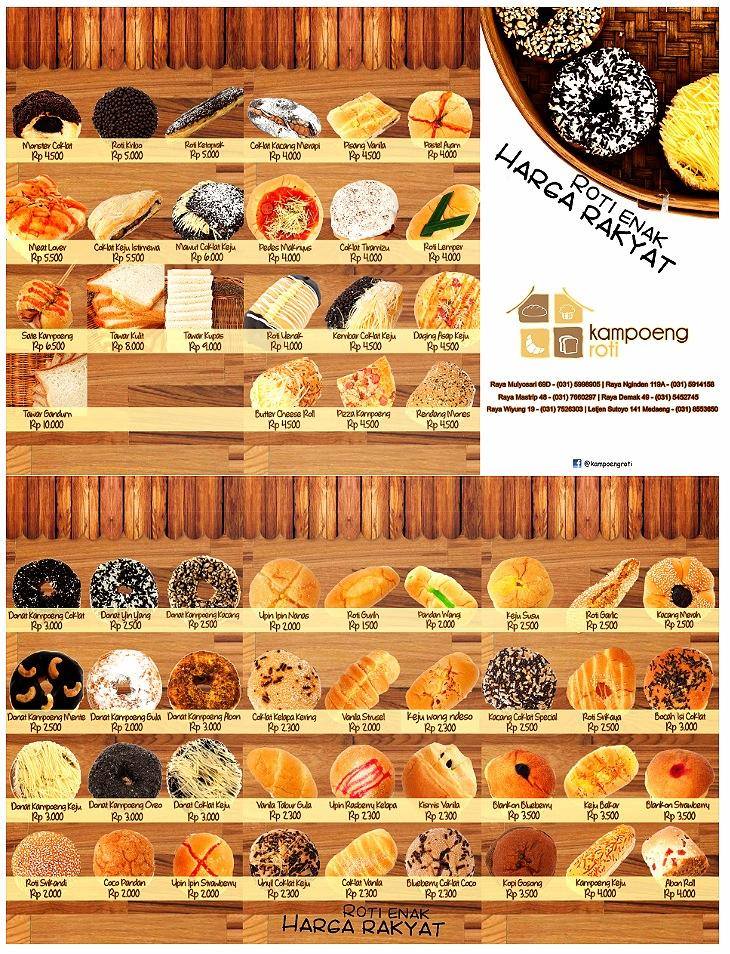 Monster Coklat
Rp 4.500
Roti Kribo
Rp 5.000
Roti Kelopak
Rp 5.000
Coklat Kacang Merapi
Rp 4.000
Pisang Vanila
Rp 4.500
Pastel Ayam
Rp 4.000
Meat Lover
Rp 5.500
Coklat Keju Istimewa
Rp 5.500
Mawut Coklat Keju
Rp 6.000
Pedes Maknyus
Rp 4.000
Coklat Tiramizu
Rp 4.000
Roti Lemper
Rp 4.000
Sate Kampoeng
Rp 6.500
Tawar Kulit
Rp 8.000
Tawar Kupas
Rp 9.000
Roti Uenak
Rp 4.000
Kembar Coklat Keju
Rp 4.500
Daging Asap Keju
Rp 4.500
Tawar Gandum
Rp 10.000
Butter Cheese Roll
Rp 4.500
Pizza Kampoeng
Rp 4.500
Rendang Mores
Rp 4.500
ROTI ENAK
HARGA RAKYAT
kampoeng
roti
Raya Mulyosari 69D - (031) 5998905 | Raya Nginden 119A - (031) 5914158
Raya Mastrip 46 - (031) 7660297 | Raya Demak 49 - (031) 5452745
Raya Wiyung 19 - (031) 7526303 | Letjen Sutoyo 141 Medaeng - (031) 8553650
@kampoengroti
Donat Kampoeng Coklat
Rp 3.000
Donat Yin Yang
Rp 2.500
Donat Kampoeng Kacang
Rp 2.500
Upin Ipin Nanas
Rp 2.000
Roti Gurih
Rp 1.500
Pandan Wangi
Rp 2.000
Keju Susu
Rp 2.500
Roti Garlic
Rp 2.500
Kacang Merah
Rp 2.500
Donat Kampoeng Mente
Rp 2.500
Donat Kampoeng Gula
Rp 2.000
Donat Kampoeng Abon
Rp 3.000
Coklat Kelapa Kering
Rp 2.300
Vanila Strusel
Rp 2.000
Keju wong ndeso
Rp 2.300
Kacang Coklat Special
Rp 2.500
Roti Srikaya
Rp 2.500
Bocah Isi Coklat
Rp 3.000
Donat Kampoeng Keju
Rp 3.000
Donat Kampoeng Oreo
Rp 3.000
Donat Coklat Keju
Rp 3.000
Vanila Tabur Gula
Rp 2.300
Upin Rasberry Kelapa
Rp 2.300
Kismis Vanila
Rp 2.300
Blankon Blueberry
Rp 3.500
Keju Bakar
Rp 3.500
Blankon Strawberry
Rp 3.500
Roti Srikandi
Rp 2.000
Coco Pandan
Rp 2.000
Upin Ipin Strawberry
Rp 2.000
Unyil Coklat Keju
Rp 2.300
Coklat Vanila
Rp 2.300
Blueberry Coklat Coco
Rp 2.300
Kopi Gosong
Rp 3.500
Kampoeng Keju
Rp 4.000
Abon Roll
Rp 4.000
ROTI ENAK
HARGA RAKYAT